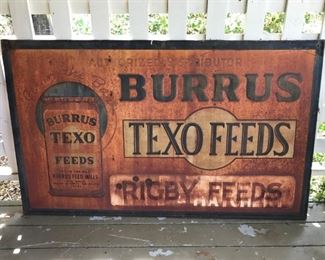 AUTHORIZED DISTRIBUTOR
BURRUS
TEXO FEEDS
RIGBY FEEDS
BURRUS
TEXO
FEEDS
BURRUS FEED MILLS